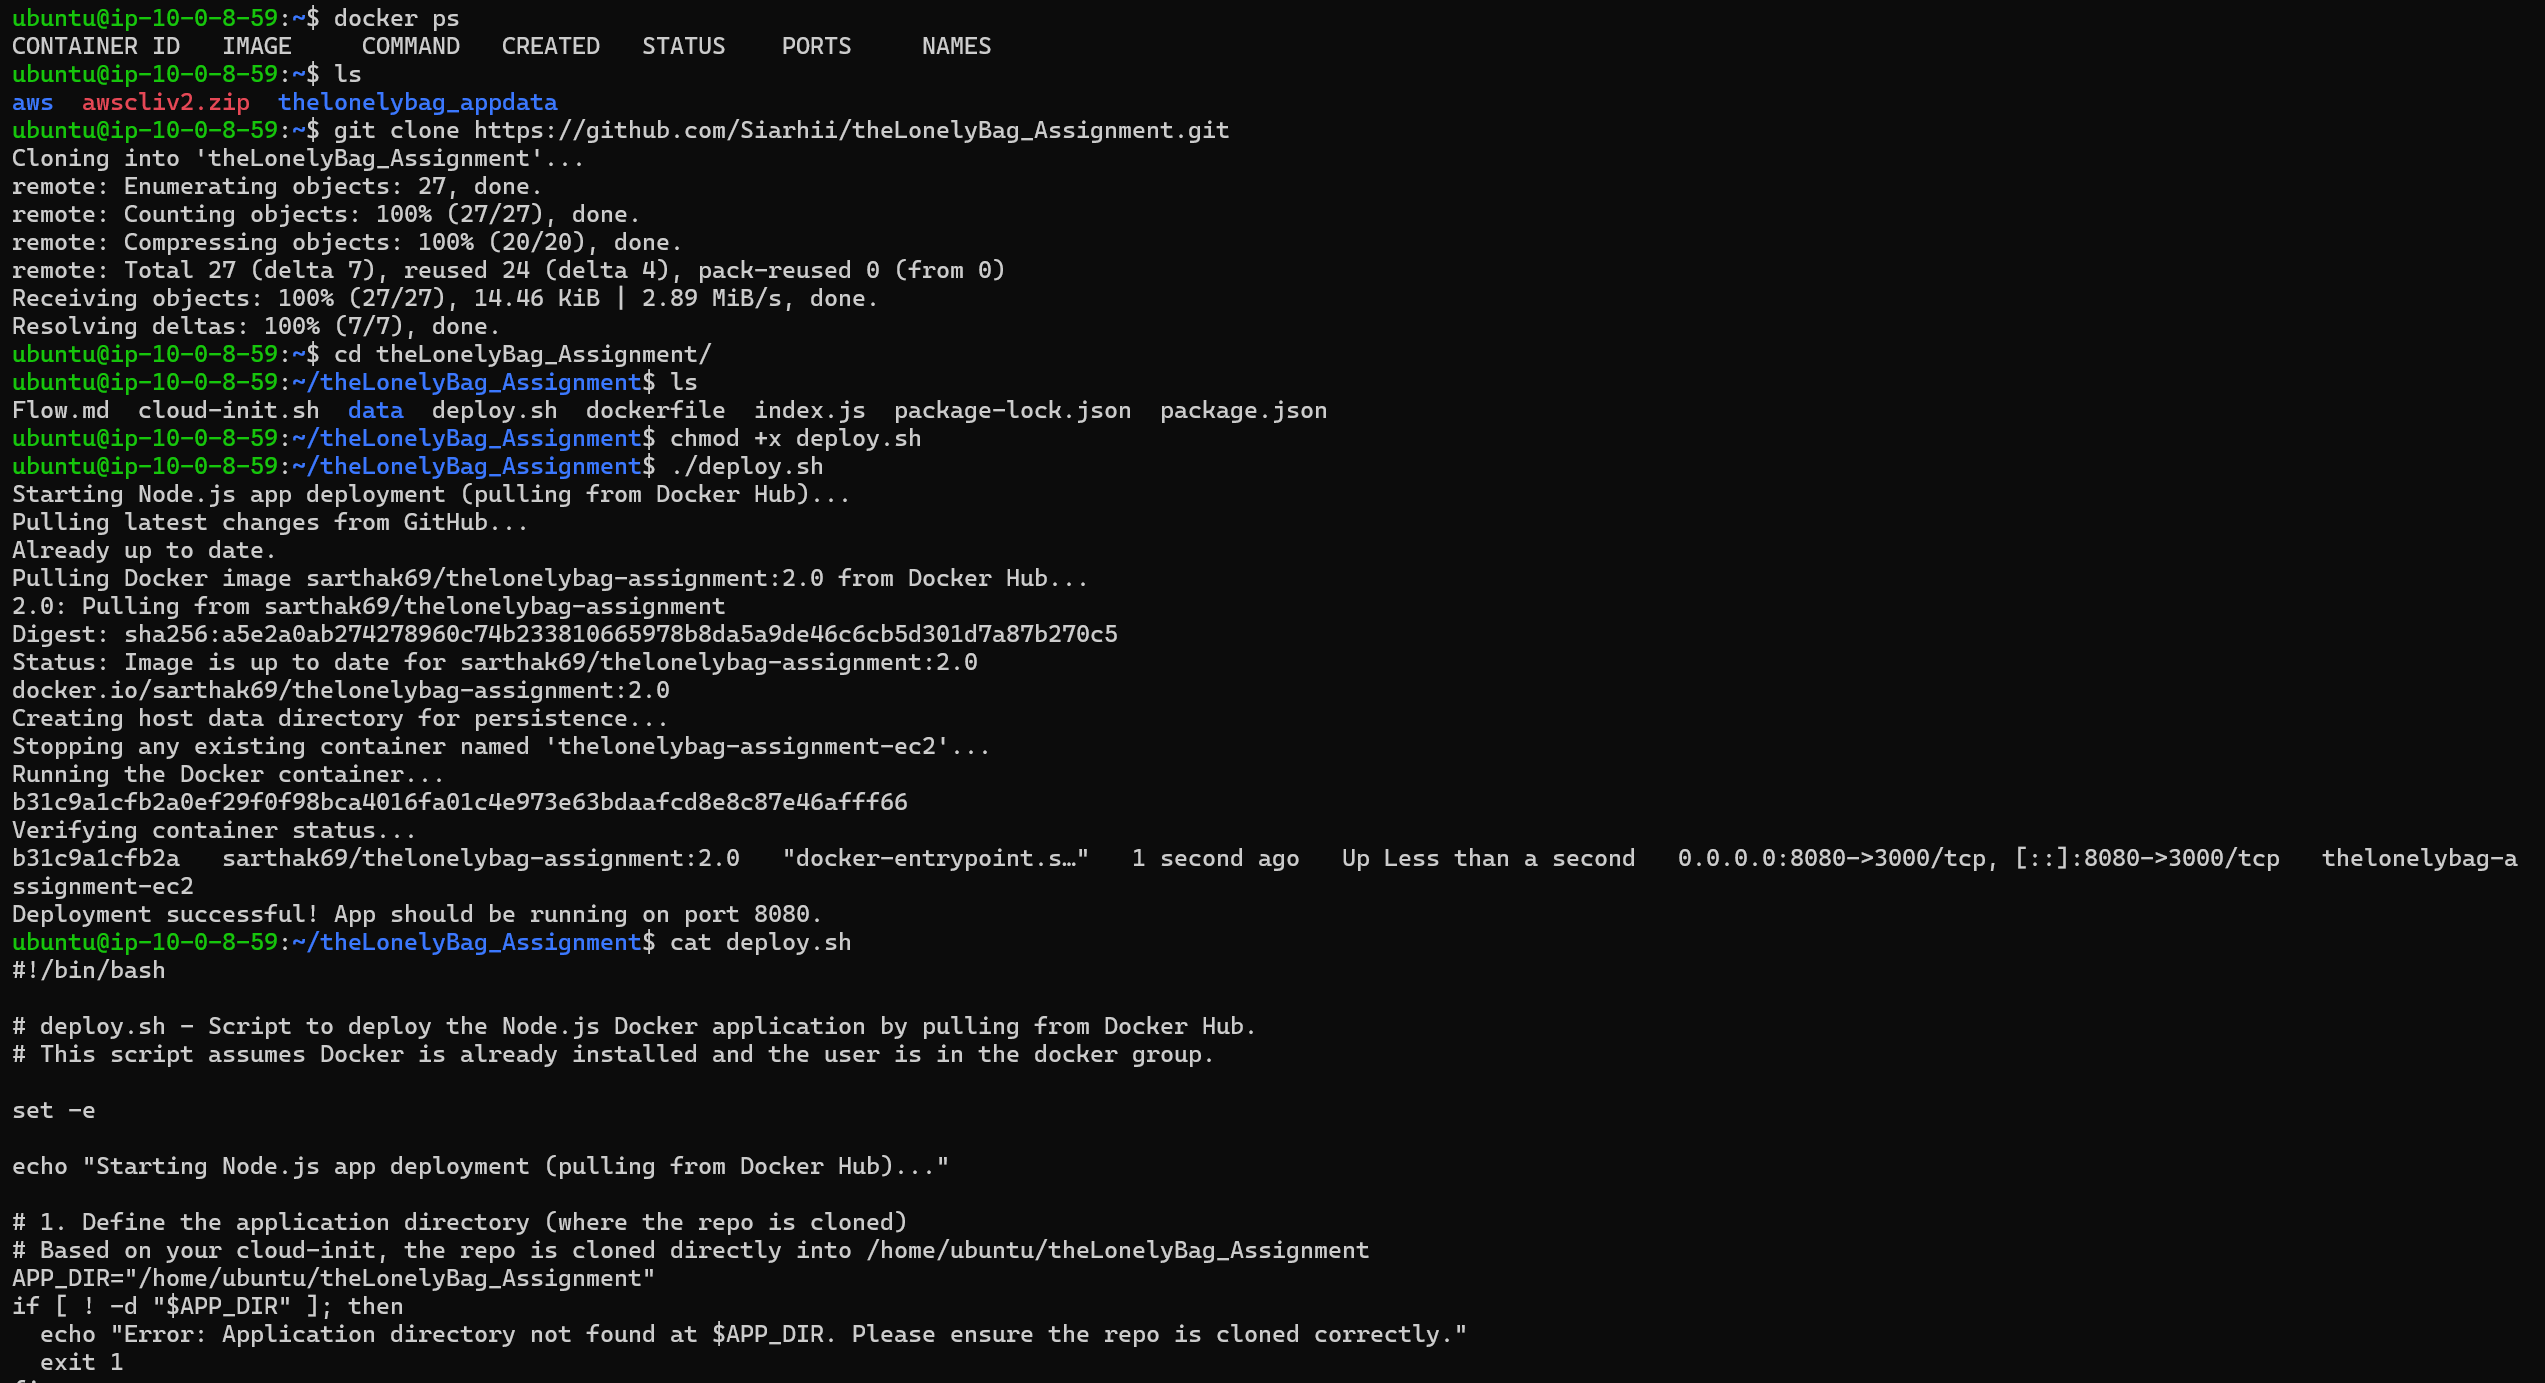 ubuntu@ip-10-0-8-59:~$ docker ps
CONTAINER ID   IMAGE     COMMAND   CREATED   STATUS    PORTS     NAMES
ubuntu@ip-10-0-8-59:~$ ls
aws  awscliv2.zip  thelonelybag_appdata
ubuntu@ip-10-0-8-59:~$ git clone https://github.com/Siarhii/theLonelyBag_Assignment.git
Cloning into 'theLonelyBag_Assignment'...
remote: Enumerating objects: 27, done.
remote: Counting objects: 100% (27/27), done.
remote: Compressing objects: 100% (20/20), done.
remote: Total 27 (delta 7), reused 24 (delta 4), pack-reused 0 (from 0)
Receiving objects: 100% (27/27), 14.46 KiB | 2.89 MiB/s, done.
Resolving deltas: 100% (7/7), done.
ubuntu@ip-10-0-8-59:~$ cd theLonelyBag_Assignment/
ubuntu@ip-10-0-8-59:~/theLonelyBag_Assignment$ ls
Flow.md  cloud-init.sh  data  deploy.sh  dockerfile  index.js  package-lock.json  package.json
ubuntu@ip-10-0-8-59:~/theLonelyBag_Assignment$ chmod +x deploy.sh
ubuntu@ip-10-0-8-59:~/theLonelyBag_Assignment$ ./deploy.sh
Starting Node.js app deployment (pulling from Docker Hub)...
Pulling latest changes from GitHub...
Already up to date.
Pulling Docker image sarthak69/thelonelybag-assignment:2.0 from Docker Hub...
2.0: Pulling from sarthak69/thelonelybag-assignment
Digest: sha256:a5e2a0ab274278960c74b233810665978b8da5a9de46c6cb5d301d7a87b270c5
Status: Image is up to date for sarthak69/thelonelybag-assignment:2.0
docker.io/sarthak69/thelonelybag-assignment:2.0
Creating host data directory for persistence...
Stopping any existing container named 'thelonelybag-assignment-ec2'...
Running the Docker container...
b31c9a1cfb2a0ef29f0f98bca4016fa01c4e973e63bdaafcd8e8c87e46afff66
Verifying container status...
b31c9a1cfb2a   sarthak69/thelonelybag-assignment:2.0   "docker-entrypoint.s…"   1 second ago   Up Less than a second   0.0.0.0:8080->3000/tcp, [::]:8080->3000/tcp   thelonelybag-a
ssignment-ec2
Deployment successful! App should be running on port 8080.
ubuntu@ip-10-0-8-59:~/theLonelyBag_Assignment$ cat deploy.sh
#!/bin/bash
# deploy.sh - Script to deploy the Node.js Docker application by pulling from Docker Hub.
# This script assumes Docker is already installed and the user is in the docker group.
set -e
echo "Starting Node.js app deployment (pulling from Docker Hub)..."
# 1. Define the application directory (where the repo is cloned)
# Based on your cloud-init, the repo is cloned directly into /home/ubuntu/theLonelyBag_Assignment
APP_DIR="/home/ubuntu/theLonelyBag_Assignment"
if [ ! -d "$APP_DIR" ]; then
  echo "Error: Application directory not found at $APP_DIR. Please ensure the repo is cloned correctly."
  exit 1